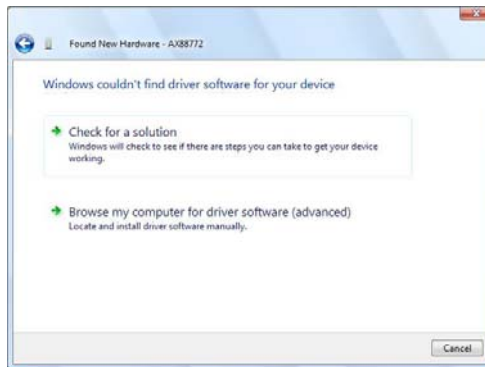 Found New Hardware - AX88772
Windows couldn't find driver software for your device
Check for a solution
Windows will check to see if there are steps you can take to get your device
working.
Browse my computer for driver software (advanced)
Locate and install driver software manually.
Cancel